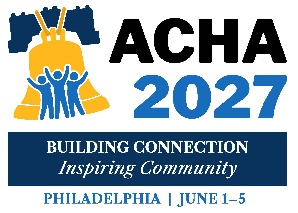 ACHA
2027
BUILDING CONNECTION
Inspiring Community
PHILADELPHIA | JUNE 1–5